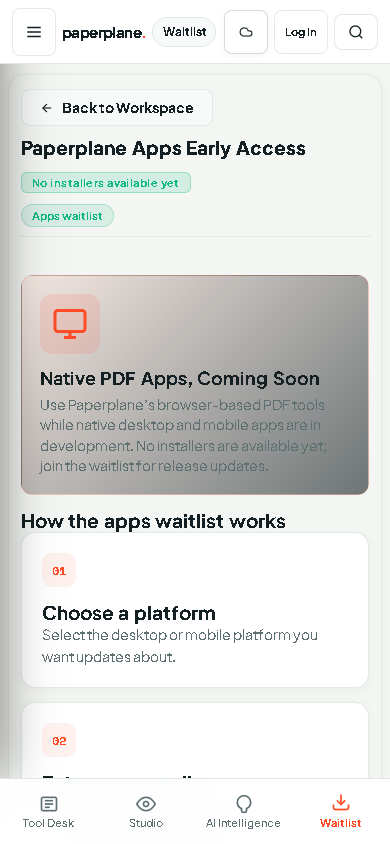 paperplane.
Waitlist
Log In
Back to Workspace
Paperplane Apps Early Access
No installers available yet
Apps waitlist
Native PDF Apps, Coming Soon
Use Paperplane's browser-based PDF tools
while native desktop and mobile apps are in
development. No installers are available yet;
join the waitlist for release updates.
How the apps waitlist works
01
Choose a platform
Select the desktop or mobile platform you
want updates about.
02
Tool Desk
Studio
AI Intelligence
Waitlist